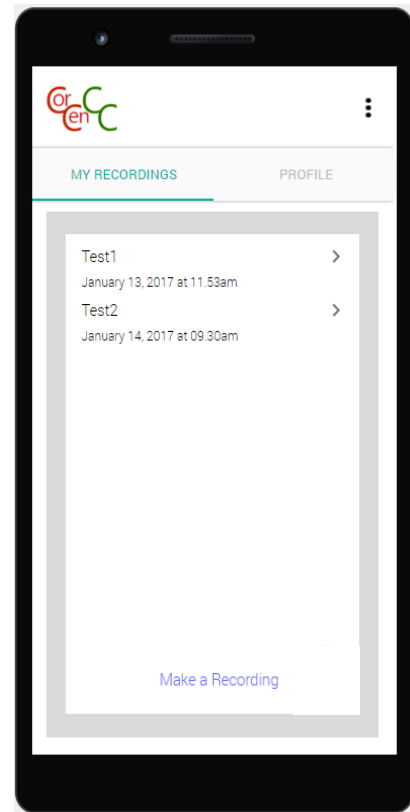 CorCenCC
MY RECORDINGS PROFILE
Test1
January 13, 2017 at 11.53am
Test2
January 14, 2017 at 09.30am
Make a Recording